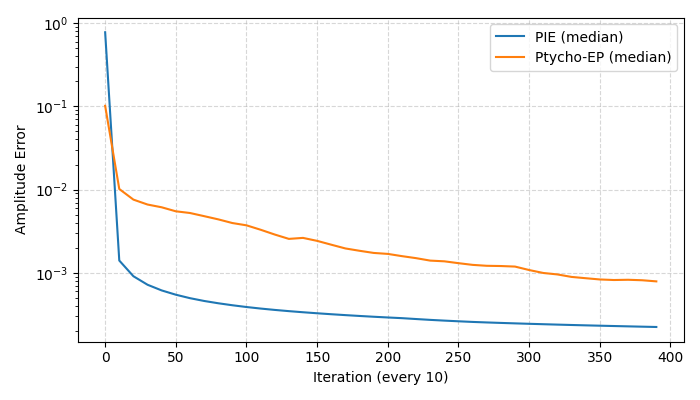 PIE (median)
Ptycho-EP (median)
Amplitude Error
10⁰
10⁻¹
10⁻²
10⁻³
0 50 100 150 200 250 300 350 400
Iteration (every 10)